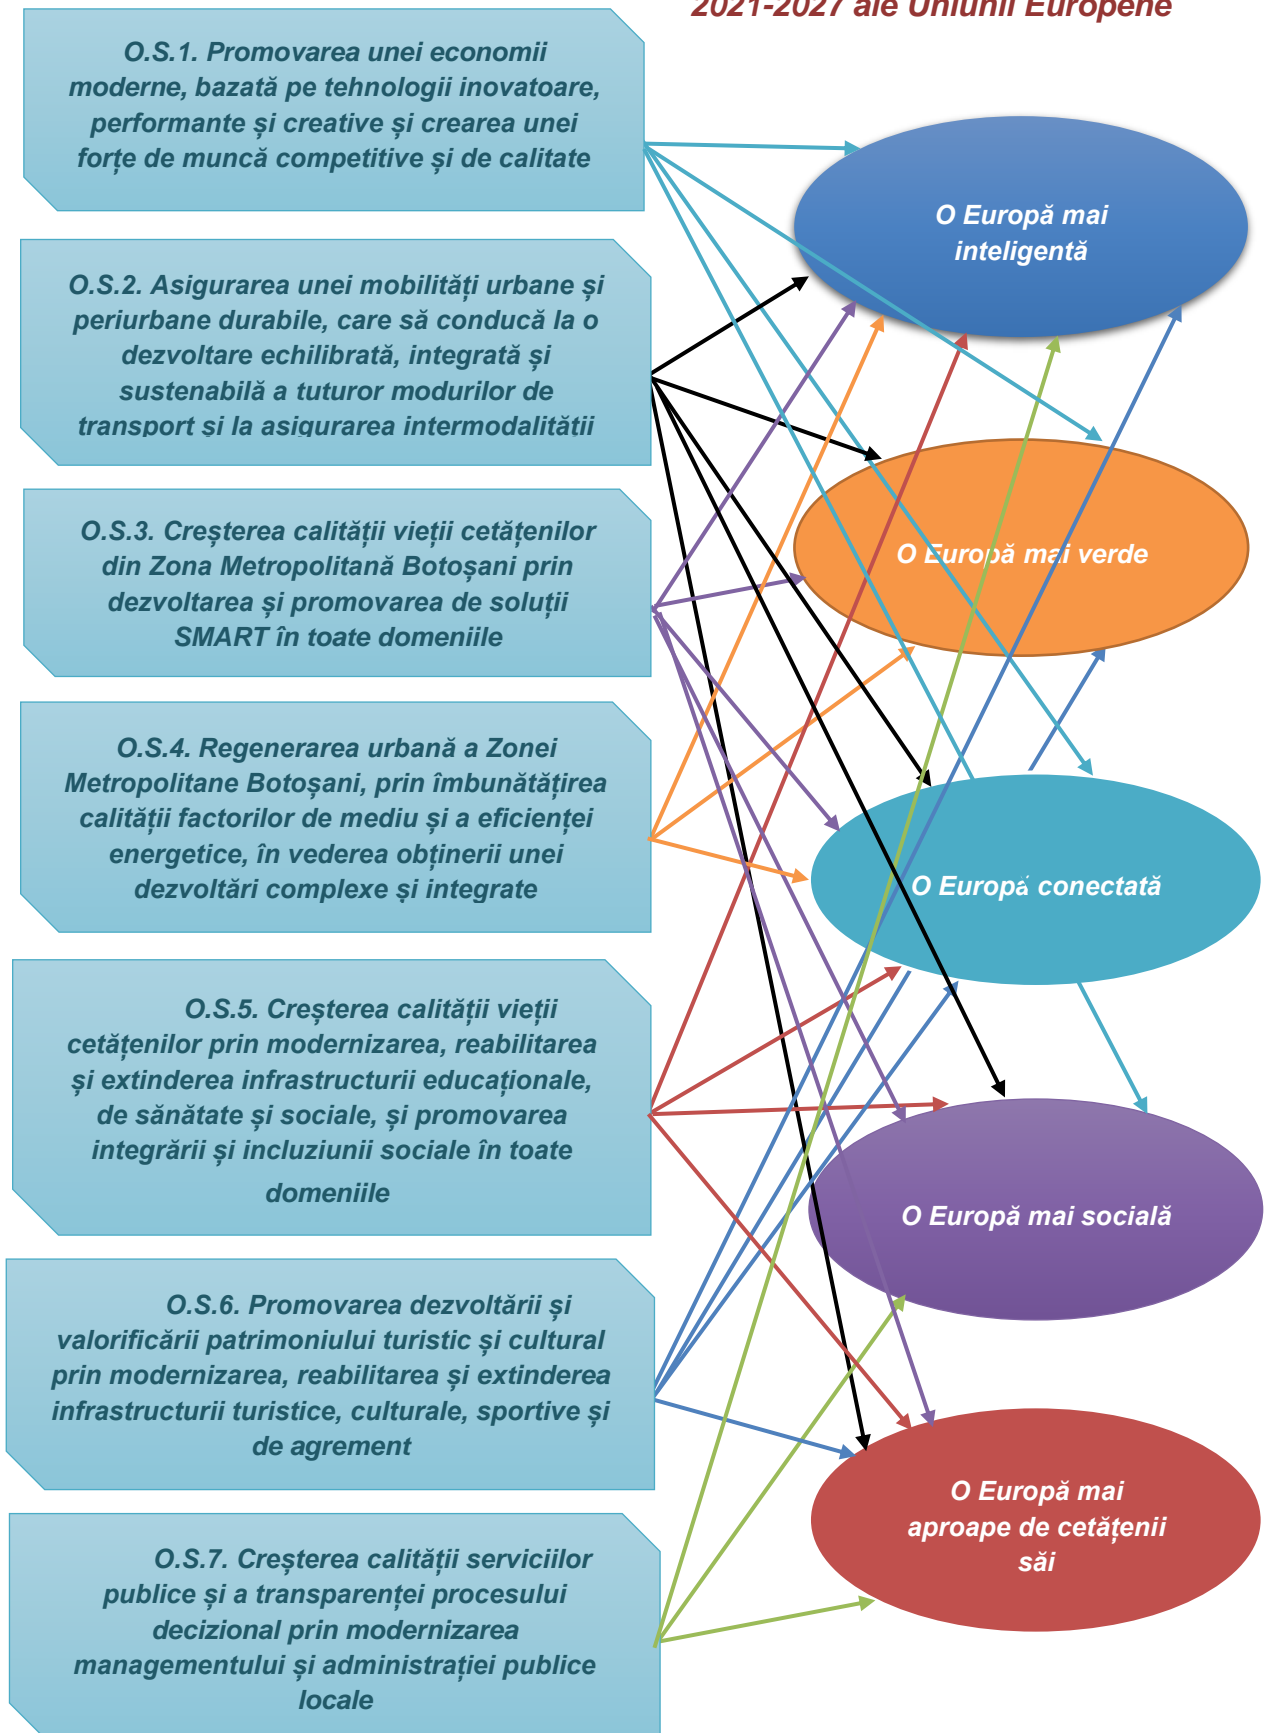 2021-2027 ale Uniunii Europene
O.S.1. Promovarea unei economii
moderne, bazată pe tehnologii inovatoare,
performante și creative și crearea unei
forțe de muncă competitive și de calitate
O.S.2. Asigurarea unei mobilități urbane și
periurbane durabile, care să conducă la o
dezvoltare echilibrată, integrată și
sustenabilă a tuturor modurilor de
transport și la asigurarea intermodalității
O.S.3. Creșterea calității vieții cetățenilor
din Zona Metropolitană Botoșani prin
dezvoltarea și promovarea de soluții
SMART în toate domeniile
O.S.4. Regenerarea urbană a Zonei
Metropolitane Botoșani, prin îmbunătățirea
calității factorilor de mediu și a eficienței
energetice, în vederea obținerii unei
dezvoltări complexe și integrate
O.S.5. Creșterea calității vieții
cetățenilor prin modernizarea, reabilitarea
și extinderea infrastructurii educaționale,
de sănătate și sociale, și promovarea
integrării și incluziunii sociale în toate
domeniile
O.S.6. Promovarea dezvoltării și
valorificării patrimoniului turistic și cultural
prin modernizarea, reabilitarea și extinderea
infrastructurii turistice, culturale, sportive și
de agrement
O.S.7. Creșterea calității serviciilor
publice și a transparenței procesului
decizional prin modernizarea
managementului și administrației publice
locale
O Europă mai
inteligentă
O Europă mai verde
O Europă conectată
O Europă mai socială
O Europă mai
aproape de cetățenii
săi